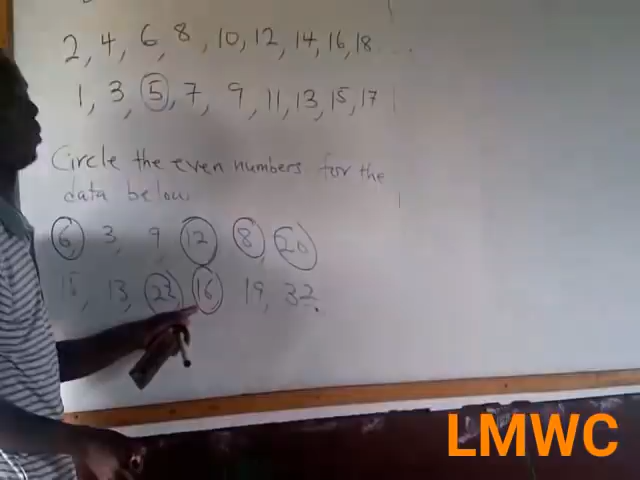 2, 4, 6, 8, 10, 12, 14, 16, 18 ...
1, 3, 5, 7, 9, 11, 13, 15, 17
Circle the even numbers for the
data below.
6, 3, 9, 12, 8, 20
15, 13, 22, 16, 19, 32.
LMWC